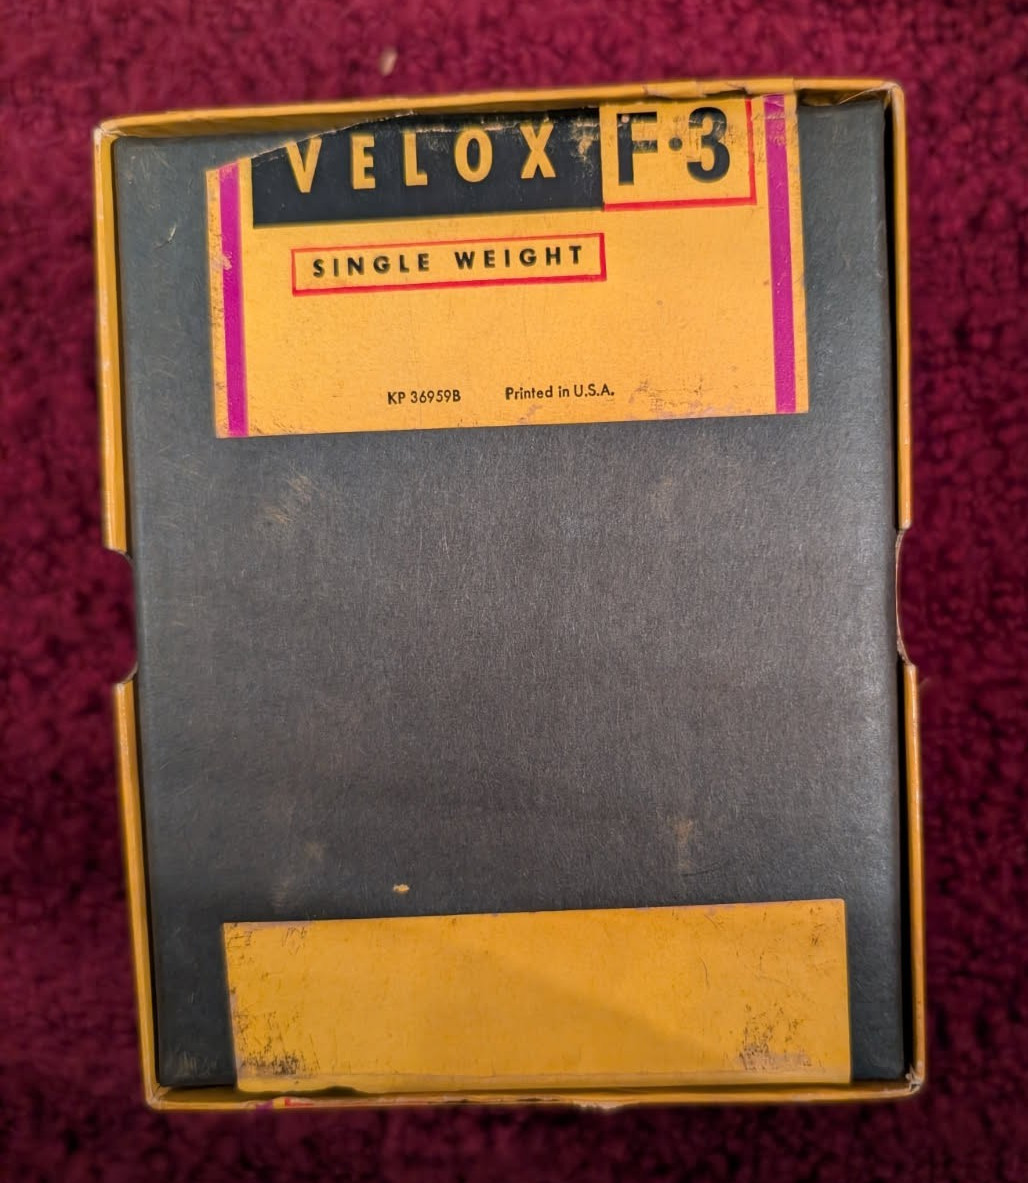 VELOX F·3
SINGLE WEIGHT
KP 36959B Printed in U.S.A.